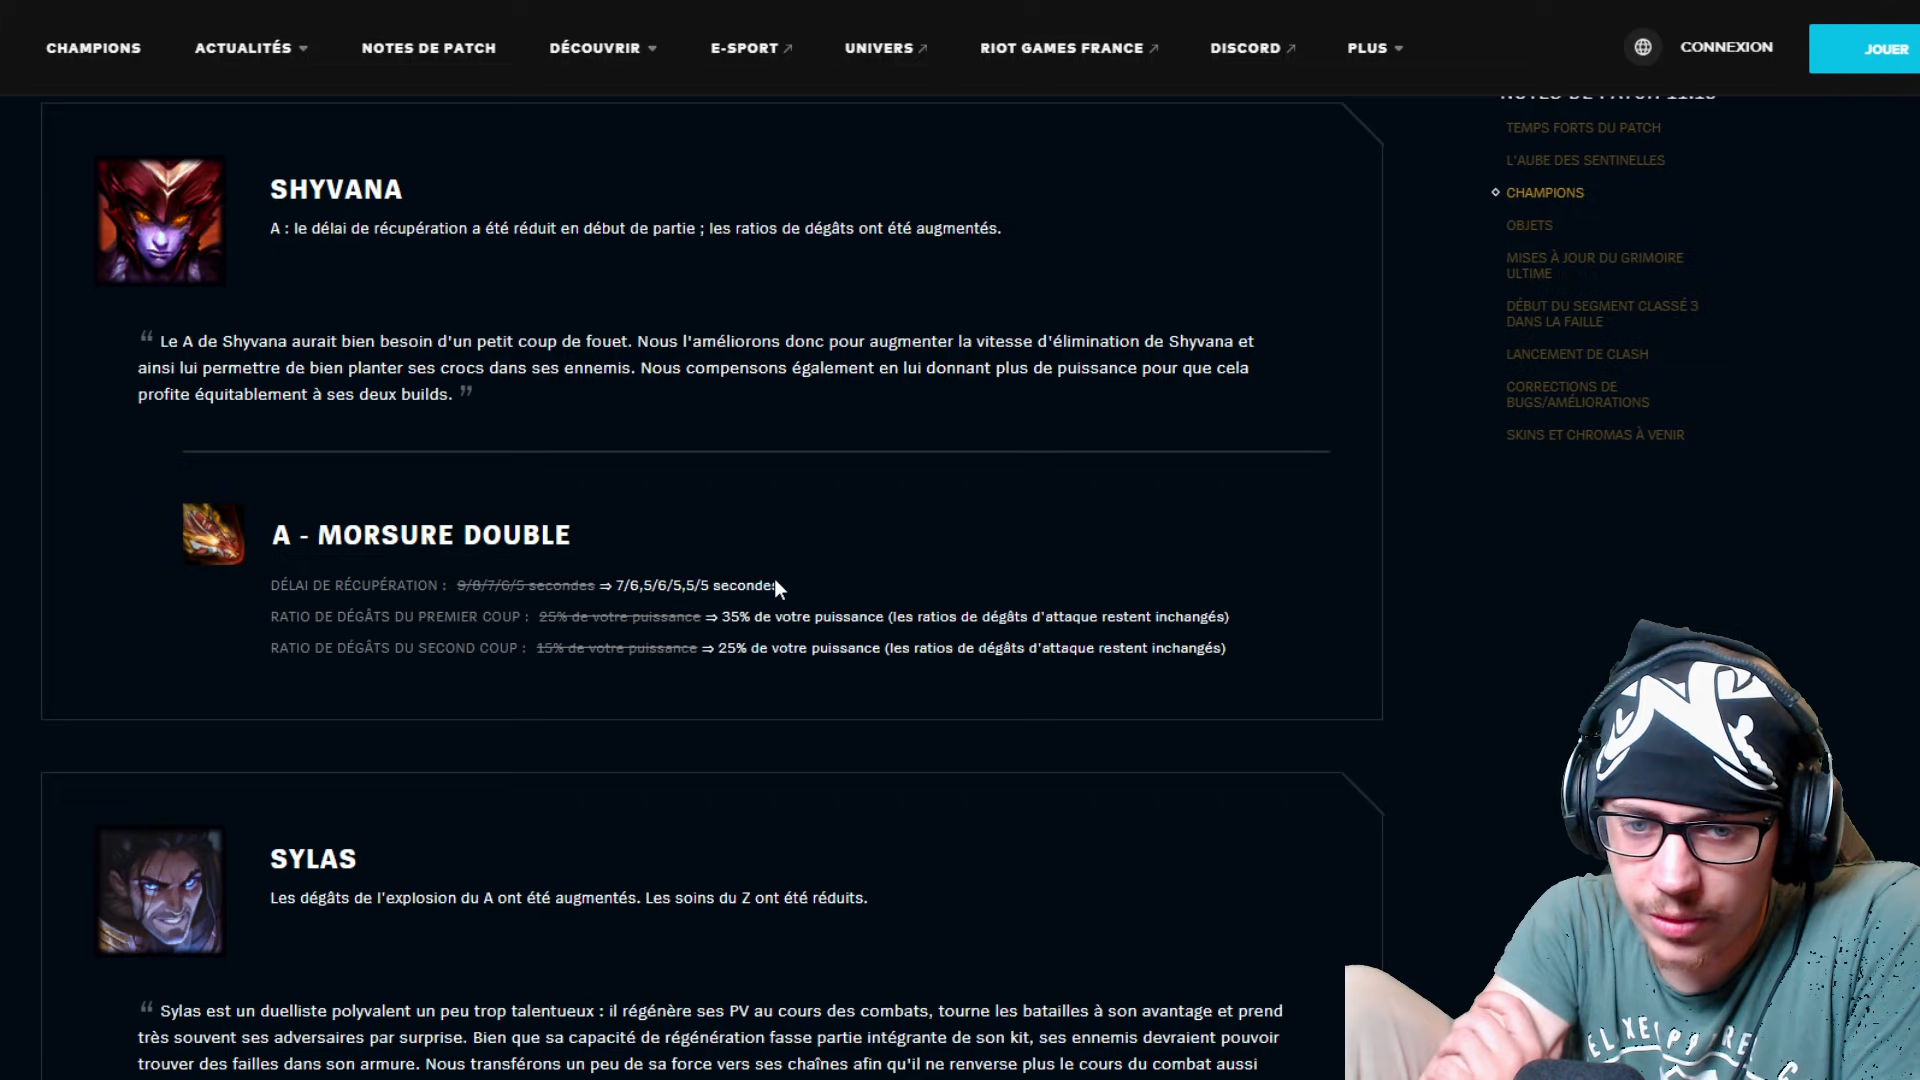 CHAMPIONS
ACTUALITÉS
NOTES DE PATCH
DÉCOUVRIR
E-SPORT
UNIVERS
RIOT GAMES FRANCE
DISCORD
PLUS
CONNEXION
JOUER
SHYVANA
A : le délai de récupération a été réduit en début de partie ; les ratios de dégâts ont été augmentés.
“ Le A de Shyvana aurait bien besoin d'un petit coup de fouet. Nous l'améliorons donc pour augmenter la vitesse d'élimination de Shyvana et
ainsi lui permettre de bien planter ses crocs dans ses ennemis. Nous compensons également en lui donnant plus de puissance pour que cela
profite équitablement à ses deux builds. ”
A - MORSURE DOUBLE
DÉLAI DE RÉCUPÉRATION : 9/8/7/6/5 secondes ⇒ 7/6,5/6/5,5/5 secondes
RATIO DE DÉGÂTS DU PREMIER COUP : 25% de votre puissance ⇒ 35% de votre puissance (les ratios de dégâts d'attaque restent inchangés)
RATIO DE DÉGÂTS DU SECOND COUP : 15% de votre puissance ⇒ 25% de votre puissance (les ratios de dégâts d'attaque restent inchangés)
SYLAS
Les dégâts de l'explosion du A ont été augmentés. Les soins du Z ont été réduits.
“ Sylas est un duelliste polyvalent un peu trop talentueux : il régénère ses PV au cours des combats, tourne les batailles à son avantage et prend
très souvent ses adversaires par surprise. Bien que sa capacité de régénération fasse partie intégrante de son kit, ses ennemis devraient pouvoir
trouver des failles dans son armure. Nous transférons un peu de sa force vers ses chaînes afin qu'il ne renverse plus le cours du combat aussi
TEMPS FORTS DU PATCH
L'AUBE DES SENTINELLES
CHAMPIONS
OBJETS
MISES À JOUR DU GRIMOIRE
ULTIME
DÉBUT DU SEGMENT CLASSÉ 3
DANS LA FAILLE
LANCEMENT DE CLASH
CORRECTIONS DE
BUGS/AMÉLIORATIONS
SKINS ET CHROMAS À VENIR